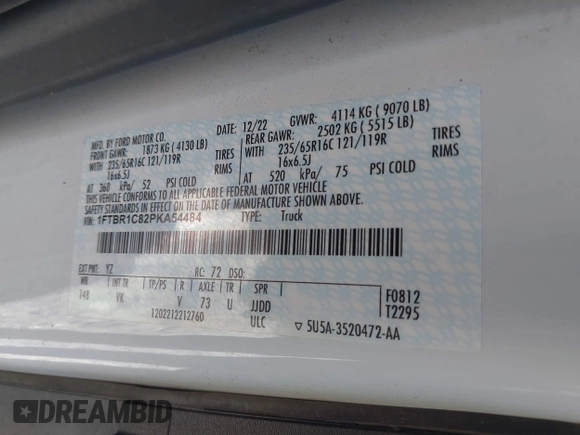 MFD. BY FORD MOTOR CO. 12/22 GVWR: 4114 KG ( 9070 LB)
FRONT GAWR: 1873 KG ( 4130 LB) REAR GAWR: 2502 KG ( 5515 LB)
WITH 235/65R16C 121/119R TIRES WITH 235/65R16C 121/119R TIRES
16x6.5J RIMS 16x6.5J RIMS
AT 360 kPa/ 52 PSI COLD AT 520 kPa/ 75 PSI COLD
THIS VEHICLE CONFORMS TO ALL APPLICABLE FEDERAL MOTOR VEHICLE
SAFETY STANDARDS IN EFFECT ON THE DATE OF MANUFACTURE SHOWN ABOVE.
VIN: 1FTBR1C82PKA54484 TYPE: Truck
EXT PNT: YZ RC: 72 DSO:
WB INT TR TP/PS R AXLE TR SPR
148 VK V 73 U JJDD
F0812
T2295
1202212212760 ULC
▽ 5U5A-3520472-AA
DREAMBID